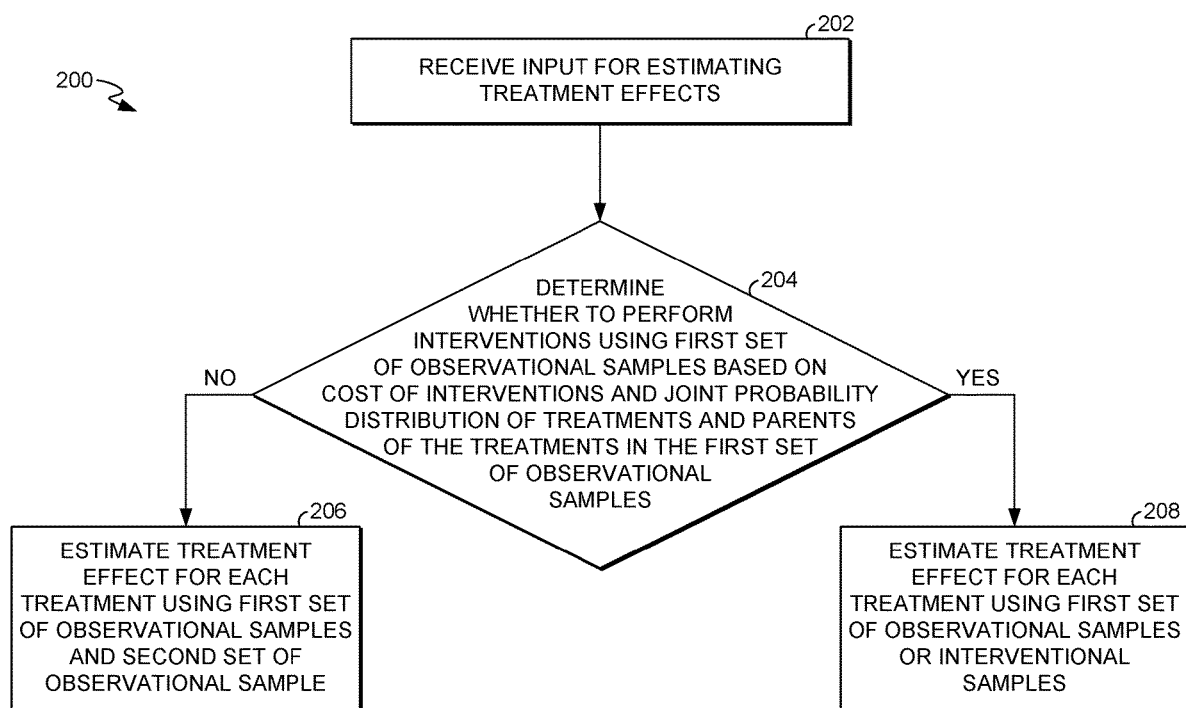 202
RECEIVE INPUT FOR ESTIMATING
TREATMENT EFFECTS
200
204
DETERMINE
WHETHER TO PERFORM
INTERVENTIONS USING FIRST SET
OF OBSERVATIONAL SAMPLES BASED ON
COST OF INTERVENTIONS AND JOINT PROBABILITY
DISTRIBUTION OF TREATMENTS AND PARENTS
OF THE TREATMENTS IN THE FIRST SET
OF OBSERVATIONAL
SAMPLES
NO
YES
206
ESTIMATE TREATMENT
EFFECT FOR EACH
TREATMENT USING FIRST SET
OF OBSERVATIONAL SAMPLES
AND SECOND SET OF
OBSERVATIONAL SAMPLE
208
ESTIMATE TREATMENT
EFFECT FOR EACH
TREATMENT USING FIRST SET
OF OBSERVATIONAL SAMPLES
OR INTERVENTIONAL
SAMPLES